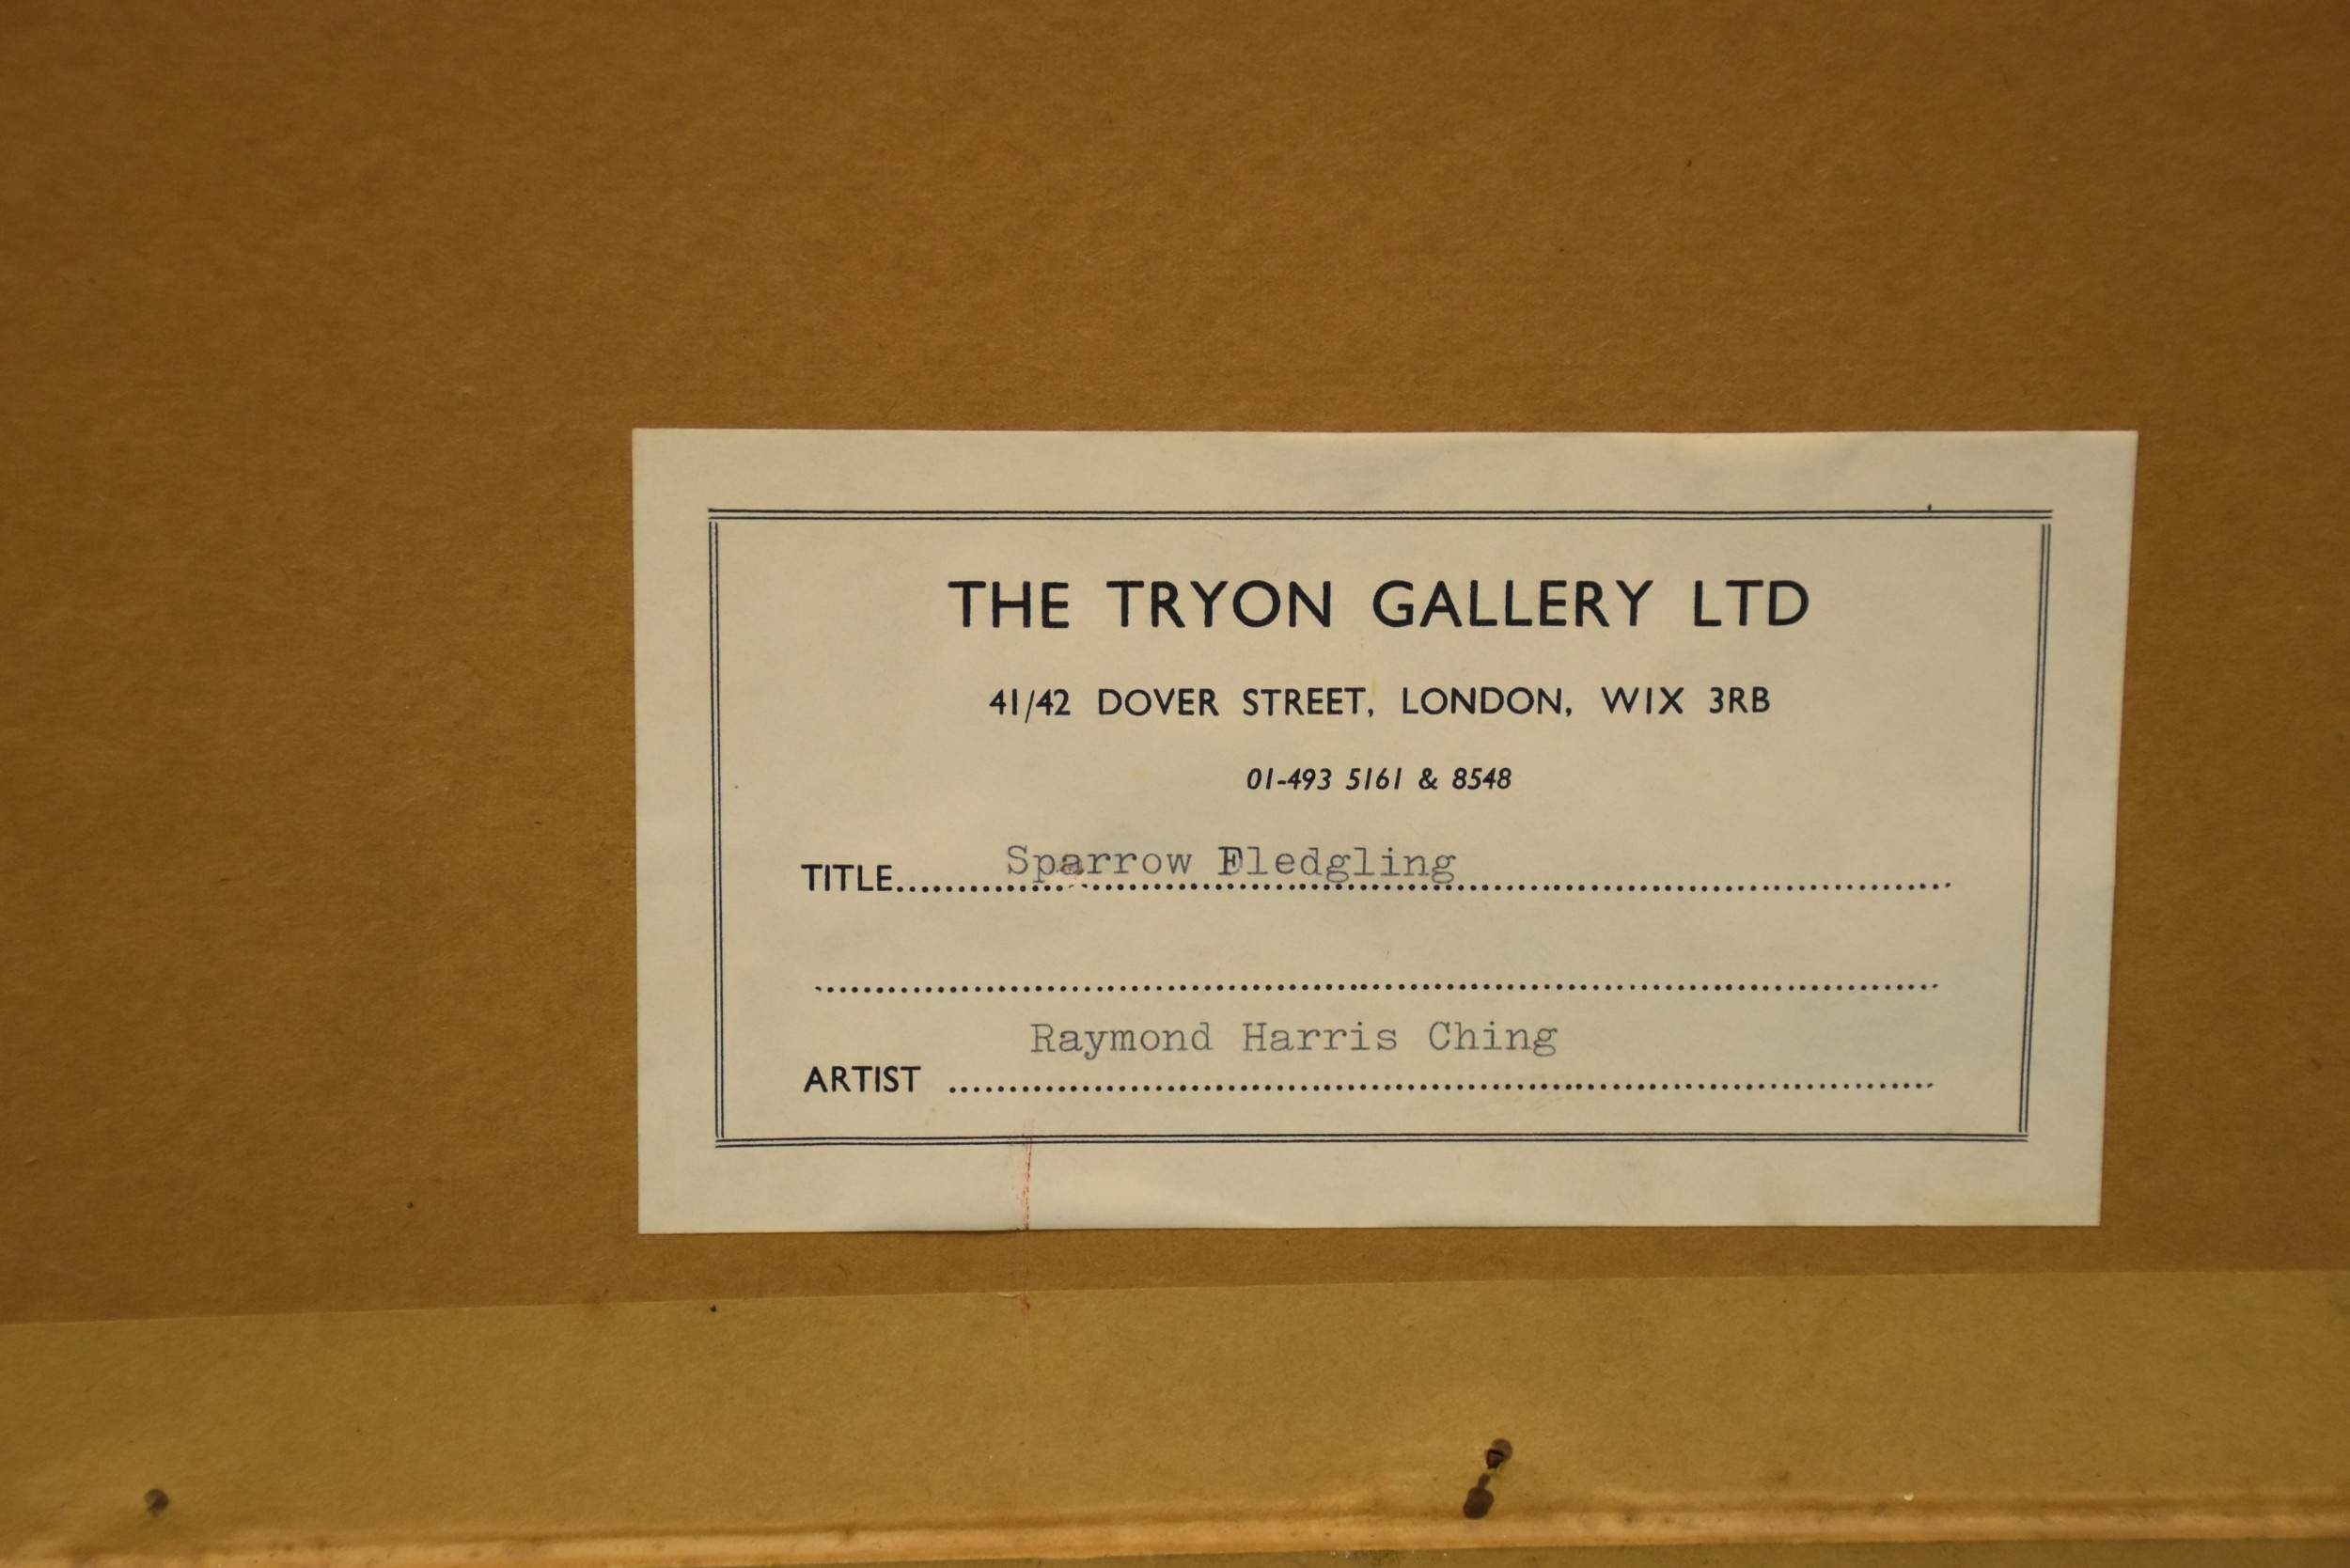 THE TRYON GALLERY LTD
41/42 DOVER STREET, LONDON, WIX 3RB
01-493 5161 & 8548
TITLE Sparrow Fledgling
Raymond Harris Ching
ARTIST